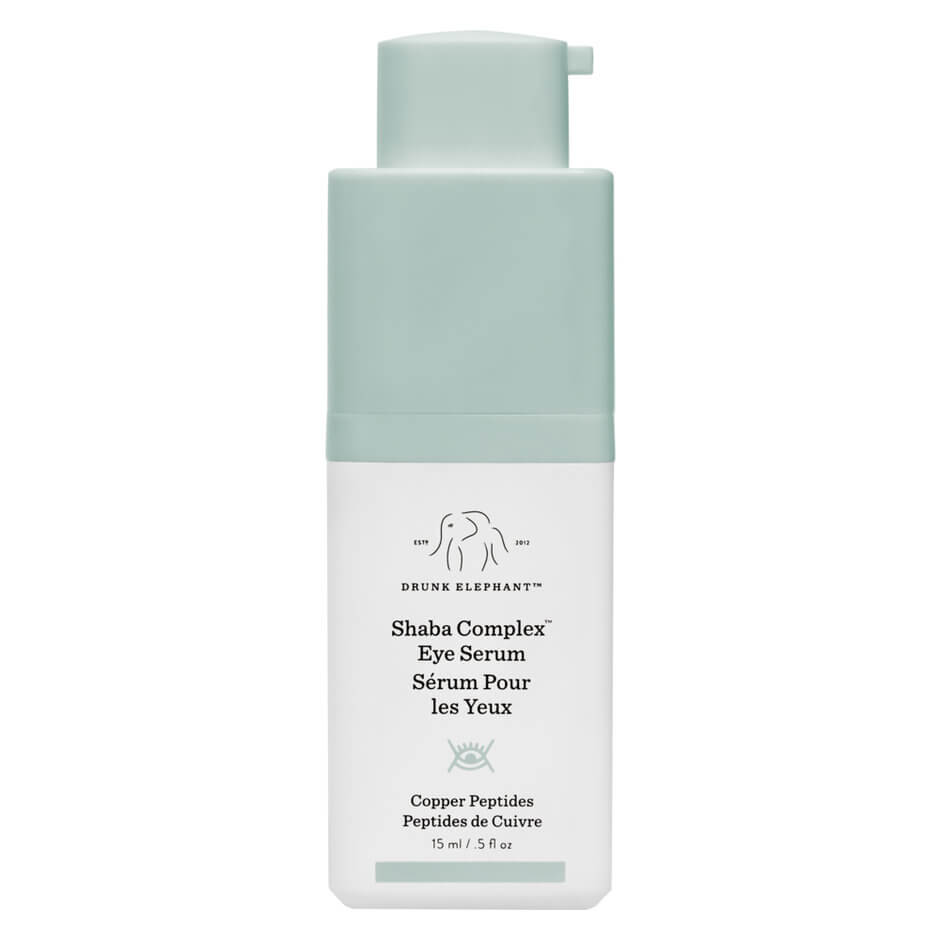 ESTD 2012
DRUNK ELEPHANT™
Shaba Complex™
Eye Serum
Sérum Pour
les Yeux
Copper Peptides
Peptides de Cuivre
15 ml / .5 fl oz